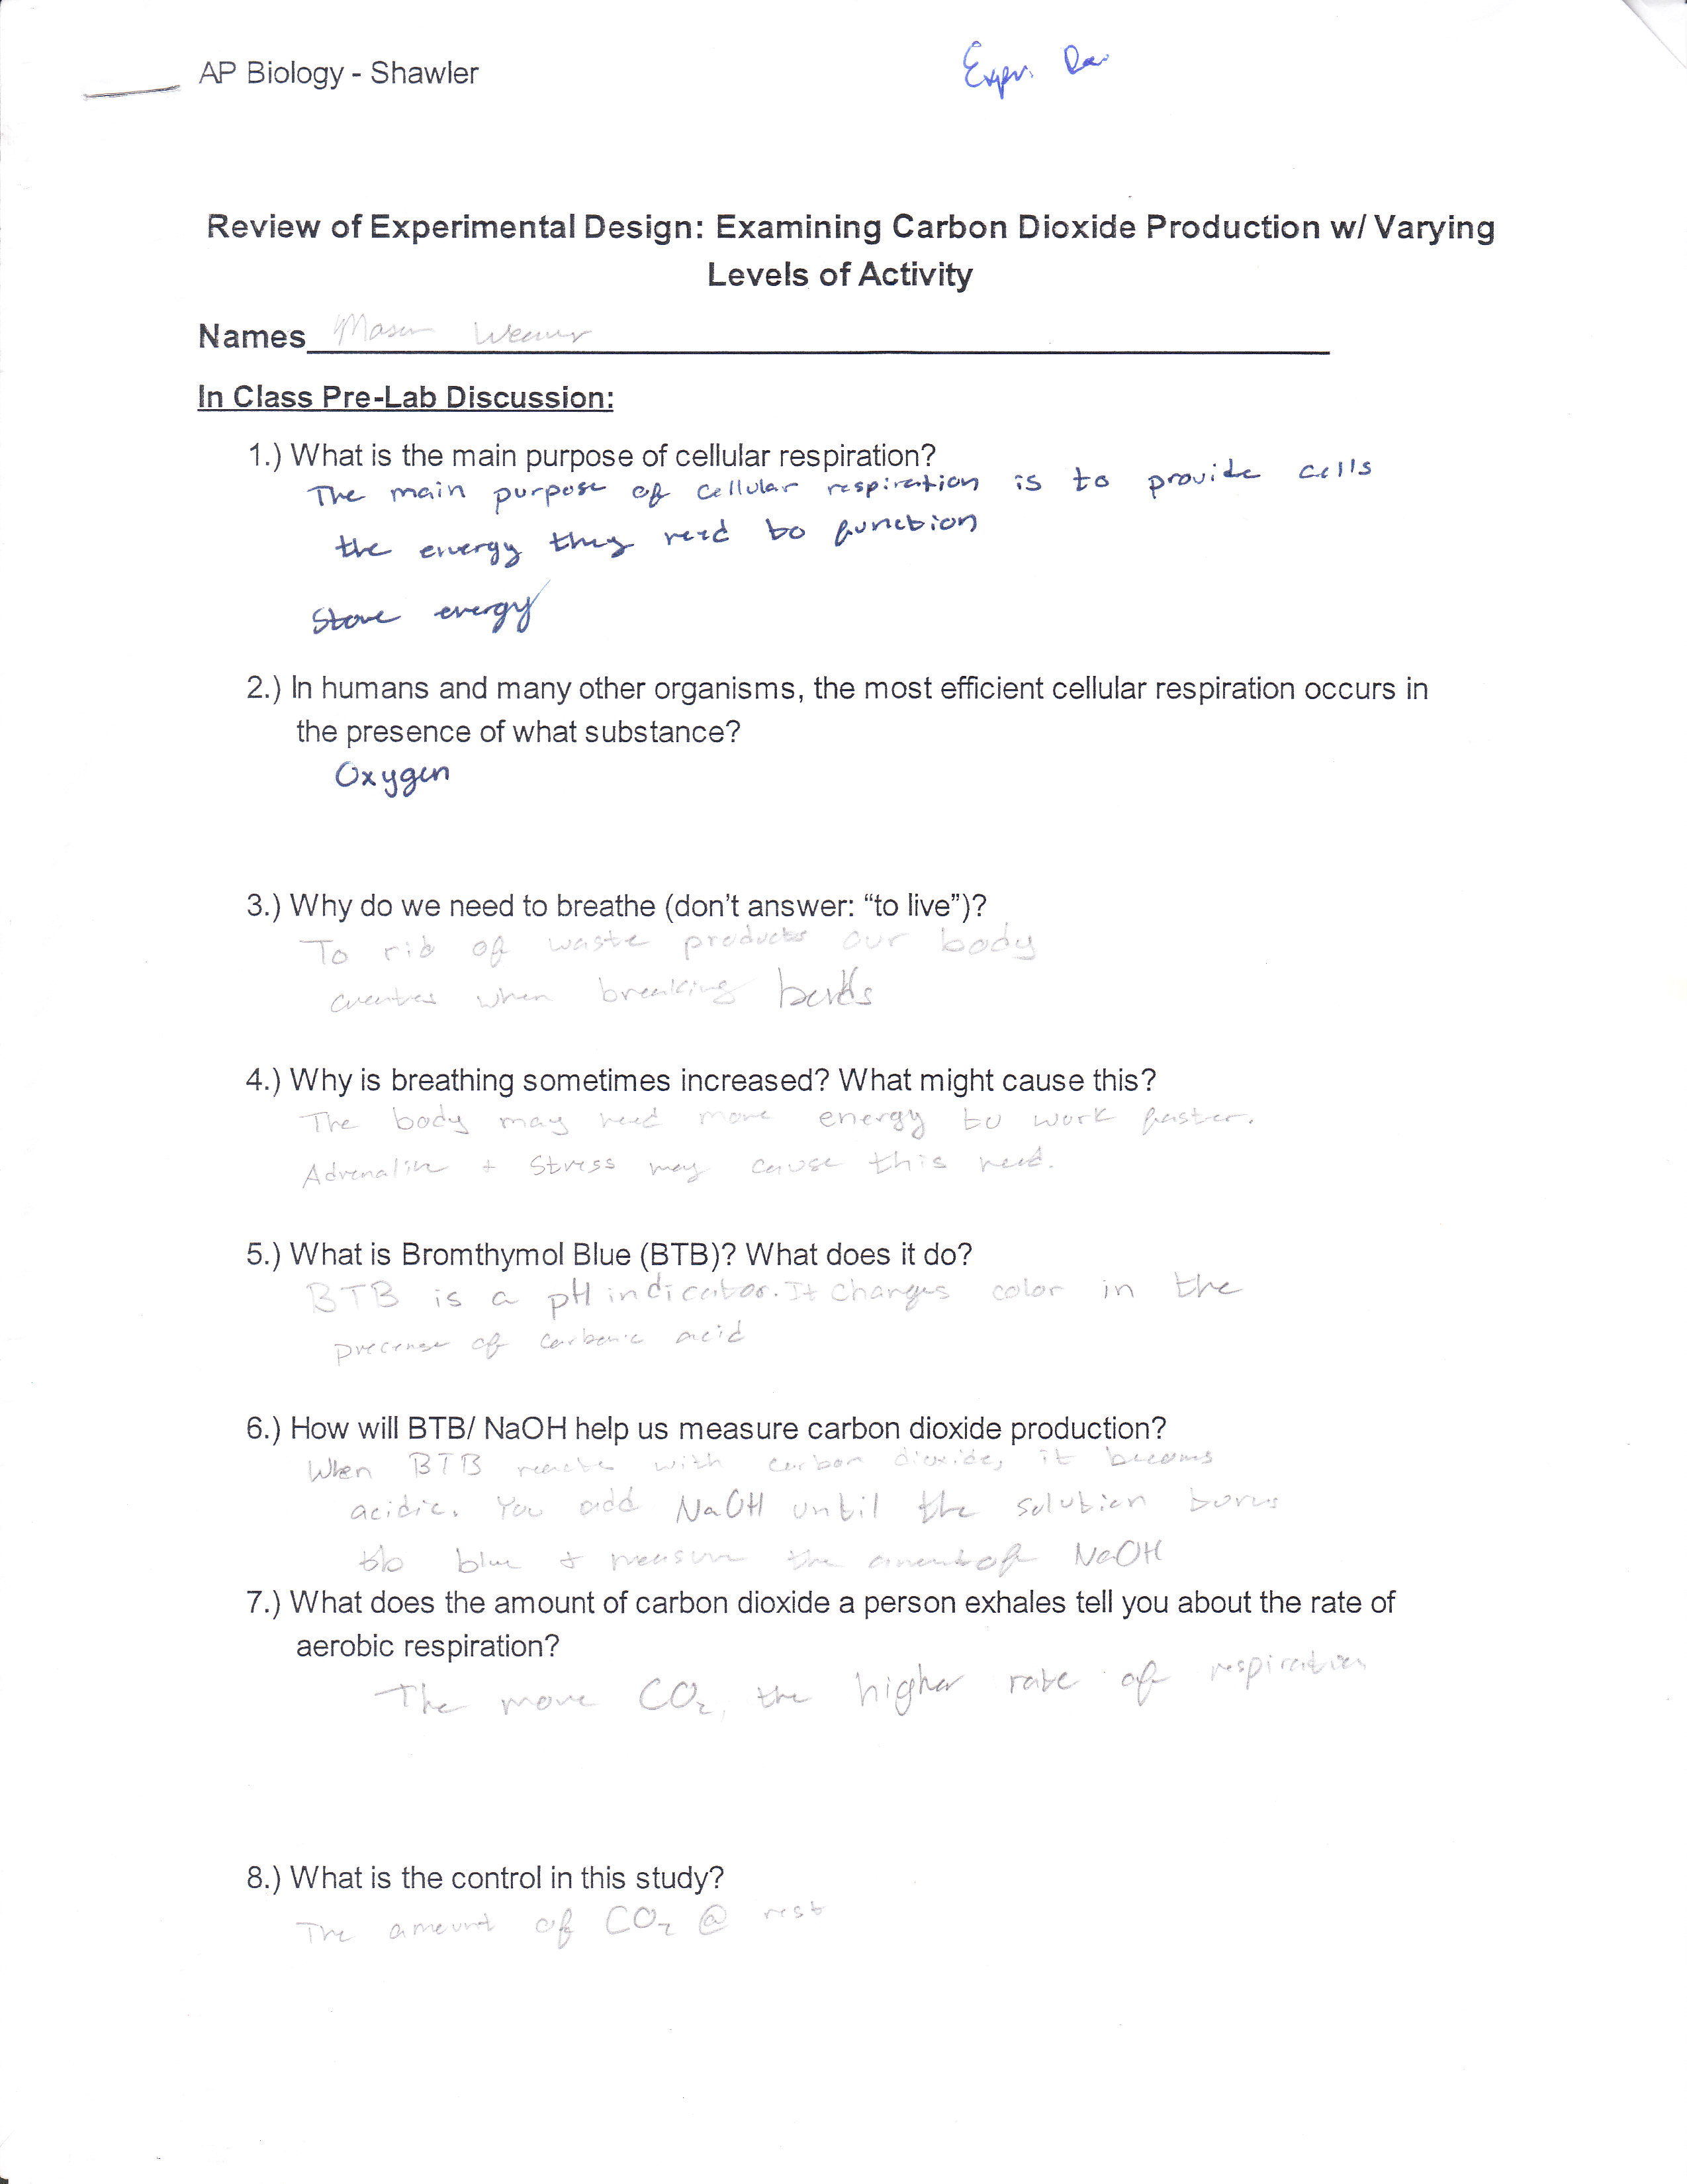 AP Biology - Shawler
Expr.
Review of Experimental Design: Examining Carbon Dioxide Production w/ Varying
Levels of Activity
Names Mason Weaver
In Class Pre-Lab Discussion:
1.) What is the main purpose of cellular respiration?
The main purpose of cellular respiration is to provide cells
the energy they need to function
Store energy
2.) In humans and many other organisms, the most efficient cellular respiration occurs in
the presence of what substance?
Oxygen
3.) Why do we need to breathe (don't answer: "to live")?
To rid of waste products our body
creates when breaking bonds
4.) Why is breathing sometimes increased? What might cause this?
The body may need more energy to work faster.
Adrenaline + Stress may cause this need.
5.) What is Bromthymol Blue (BTB)? What does it do?
BTB is a pH indicator. It changes color in the
precense of carbonic acid
6.) How will BTB/ NaOH help us measure carbon dioxide production?
When BTB reacts with carbon dioxide, it becoms
acidic. You add NaOH until the solution turns
to blue + measure the amount of NaOH
7.) What does the amount of carbon dioxide a person exhales tell you about the rate of
aerobic respiration?
The more CO₂, the higher rate of respiration
8.) What is the control in this study?
The amount of CO₂ @ rest